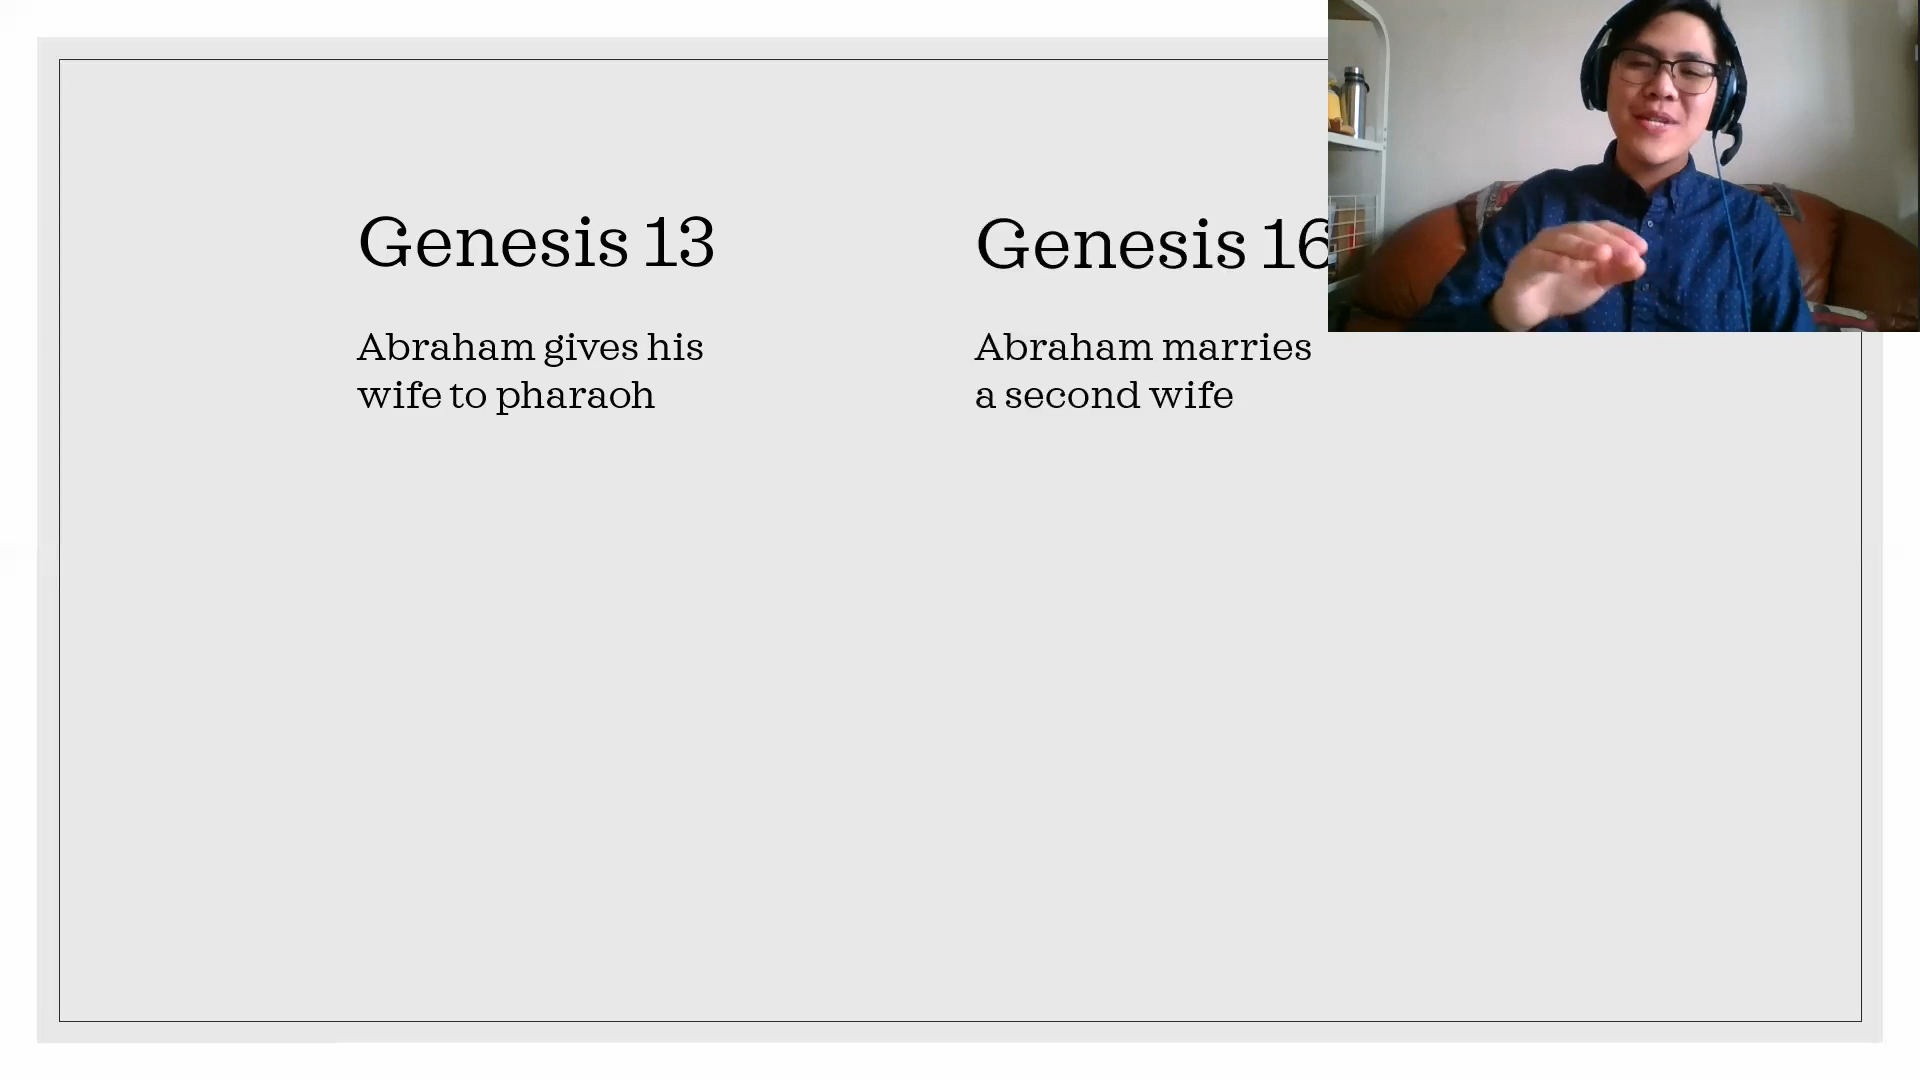 Genesis 13
Abraham gives his
wife to pharaoh
Genesis 16
Abraham marries
a second wife